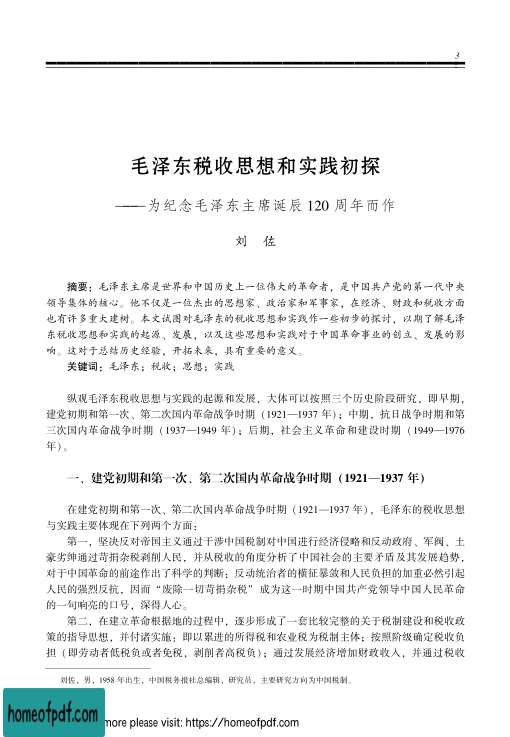 3
毛泽东税收思想和实践初探
——为纪念毛泽东主席诞辰 120 周年而作
刘 佐
摘要：毛泽东主席是世界和中国历史上一位伟大的革命者，是中国共产党的第一代中央
领导集体的核心。他不仅是一位杰出的思想家、政治家和军事家，在经济、财政和税收方面
也有许多重大建树。本文试图对毛泽东的税收思想和实践作一些初步的探讨，以期了解毛泽
东税收思想和实践的起源、发展，以及这些思想和实践对于中国革命事业的创立、发展的影
响。这对于总结历史经验，开拓未来，具有重要的意义。
关键词：毛泽东；税收；思想；实践
纵观毛泽东税收思想与实践的起源和发展，大体可以按照三个历史阶段研究，即早期，
建党初期和第一次、第二次国内革命战争时期（1921—1937 年）；中期，抗日战争时期和第
三次国内革命战争时期（1937—1949 年）；后期，社会主义革命和建设时期（1949—1976
年）。
一、建党初期和第一次、第二次国内革命战争时期（1921—1937 年）
在建党初期和第一次、第二次国内革命战争时期（1921—1937 年），毛泽东的税收思想
与实践主要体现在下列两个方面：
第一，坚决反对帝国主义通过干涉中国税制对中国进行经济侵略和反动政府、军阀、土
豪劣绅通过苛捐杂税剥削人民，并从税收的角度分析了中国社会的主要矛盾及其发展趋势，
对于中国革命的前途作出了科学的判断：反动统治者的横征暴敛和人民负担的加重必然引起
人民的强烈反抗，因而“废除一切苛捐杂税”成为这一时期中国共产党领导中国人民革命
的一句响亮的口号，深得人心。
第二，在建立革命根据地的过程中，逐步形成了一套比较完整的关于税制建设和税收政
策的指导思想，并付诸实施：即以累进的所得税和农业税为税制主体；按照阶级确定税收负
担（即劳动者低税负或者免税，剥削者高税负）；通过发展经济增加财政收入，并通过税收
刘佐，男，1958 年出生，中国税务报社总编辑，研究员，主要研究方向为中国税制。
homeofpdf.com
more please visit: https://homeofpdf.com